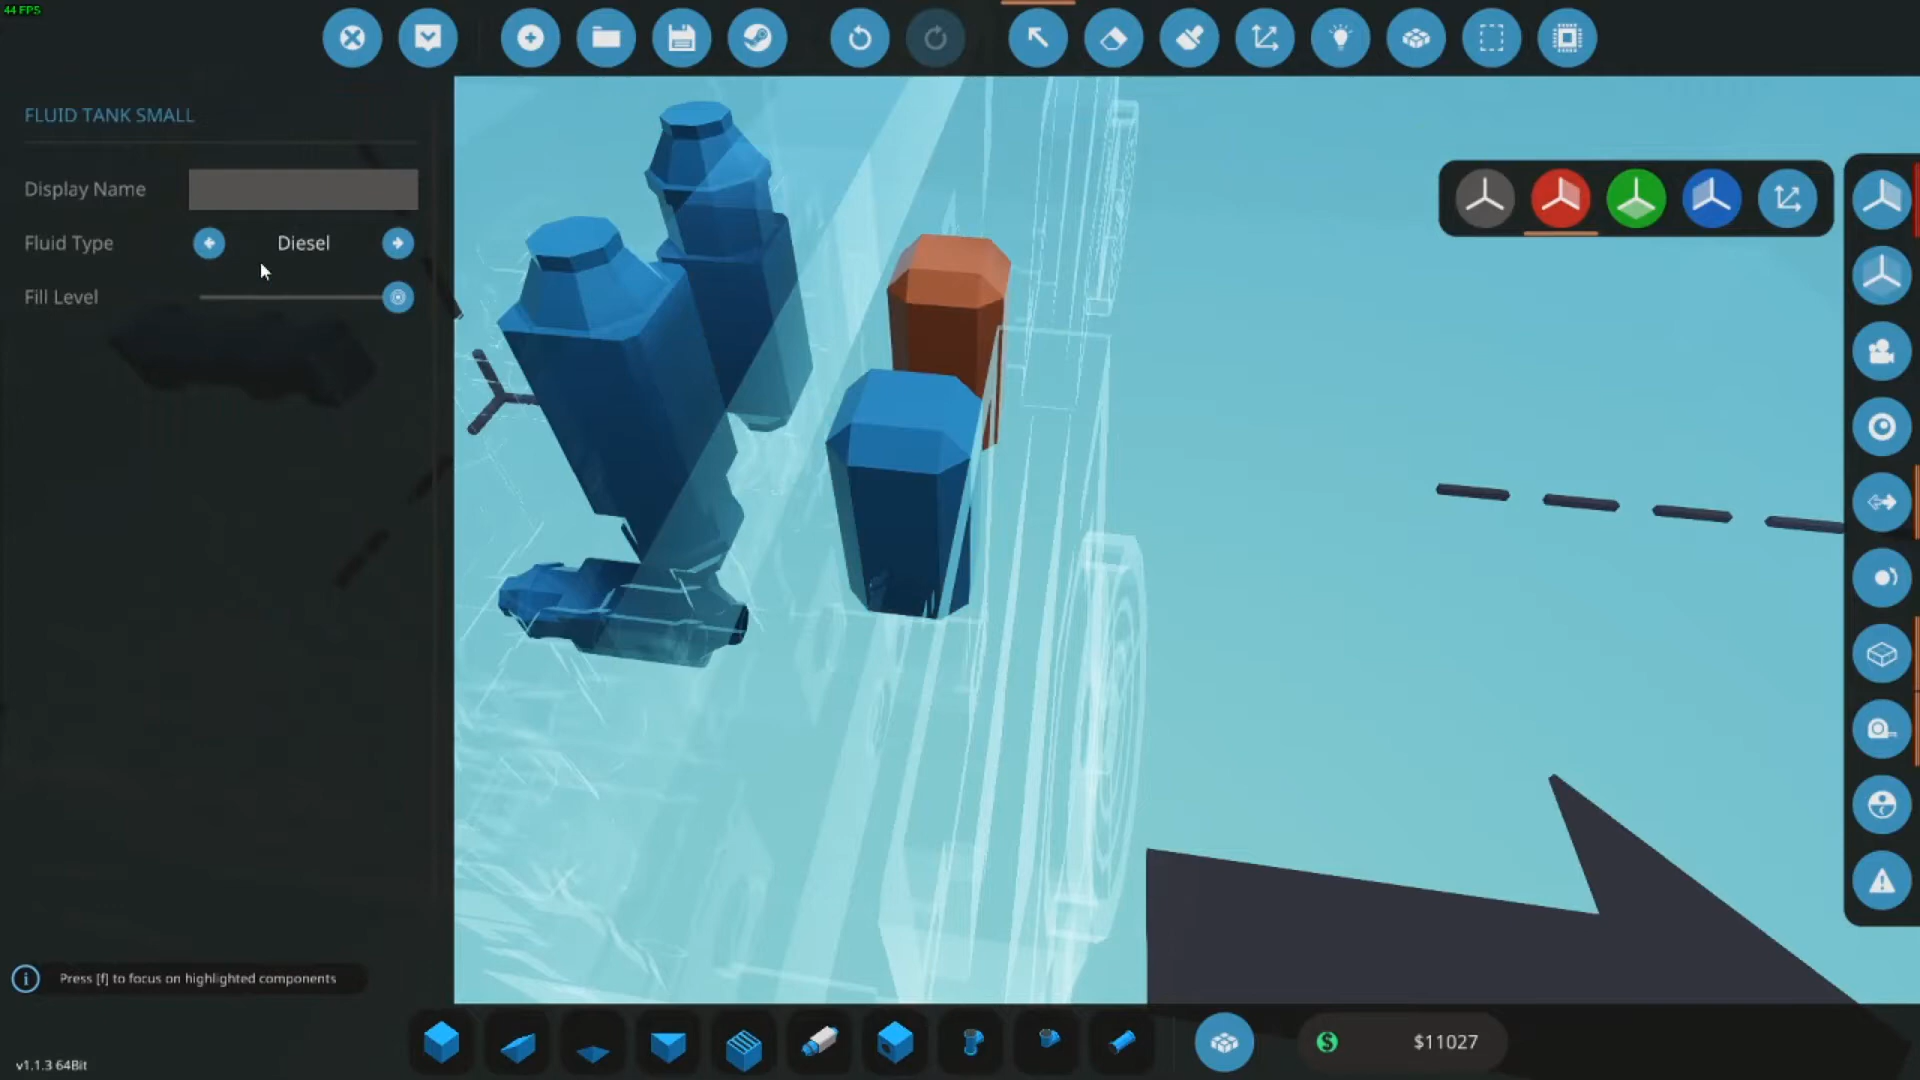 44 FPS
FLUID TANK SMALL
Display Name
Fluid Type
Diesel
Fill Level
Press [f] to focus on highlighted components
$11027
v1.1.3 64Bit